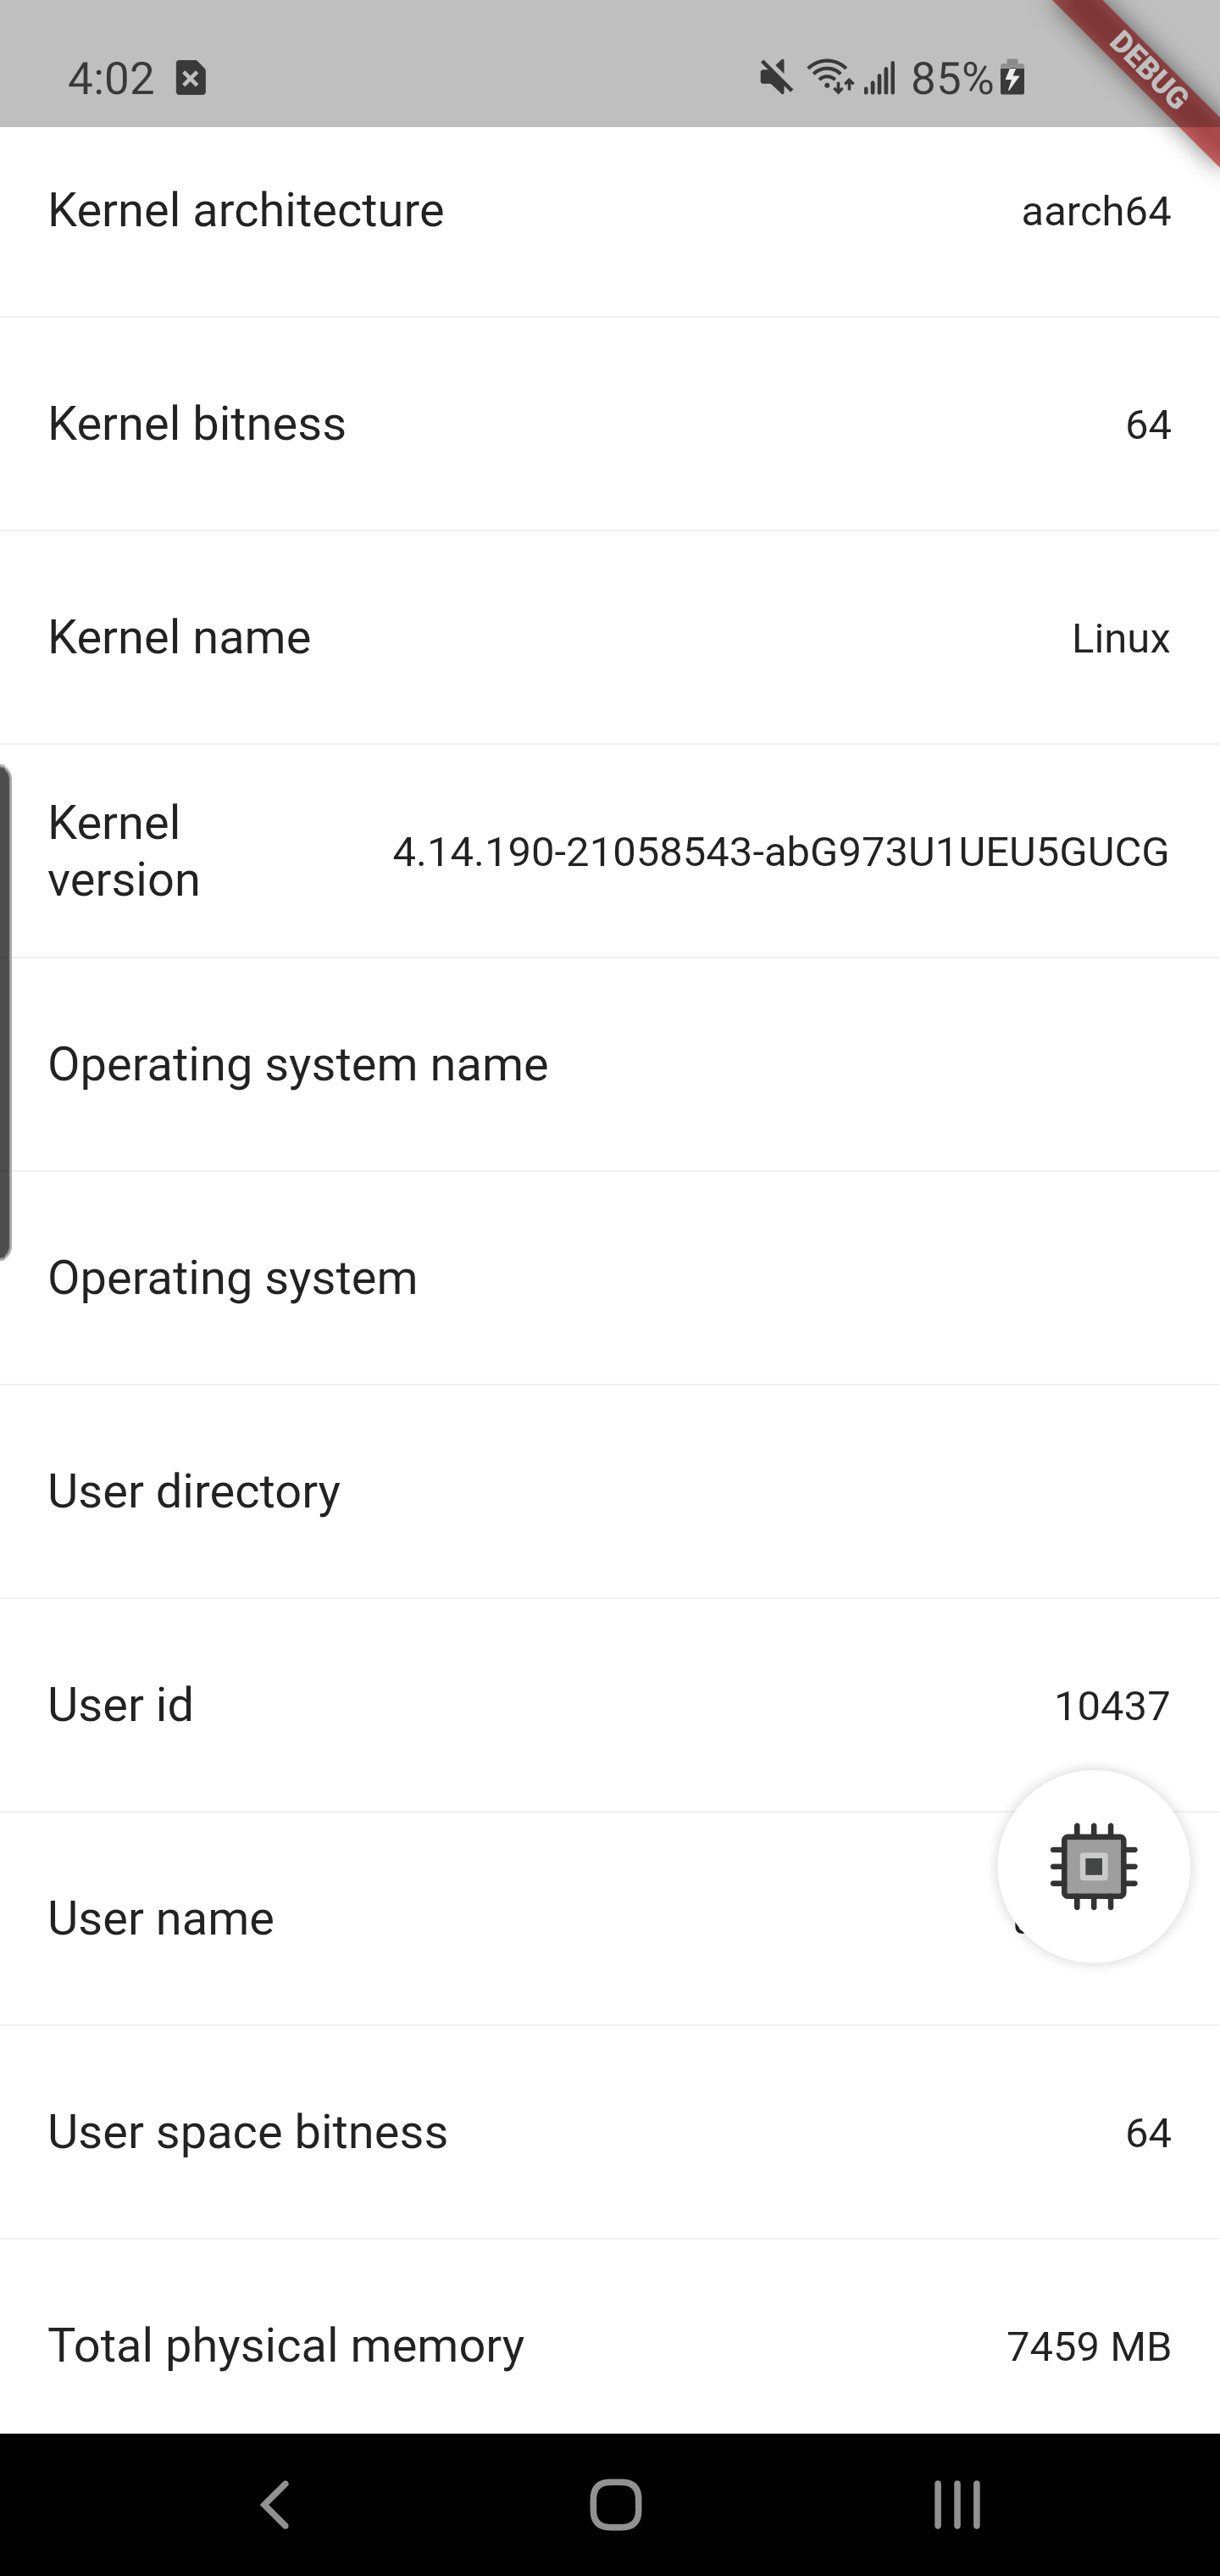 4:02 85%
DEBUG
Kernel architecture aarch64
Kernel bitness 64
Kernel name Linux
Kernel
version 4.14.190-21058543-abG973U1UEU5GUCG
Operating system name
Operating system
User directory
User id 10437
User name
User space bitness 64
Total physical memory 7459 MB